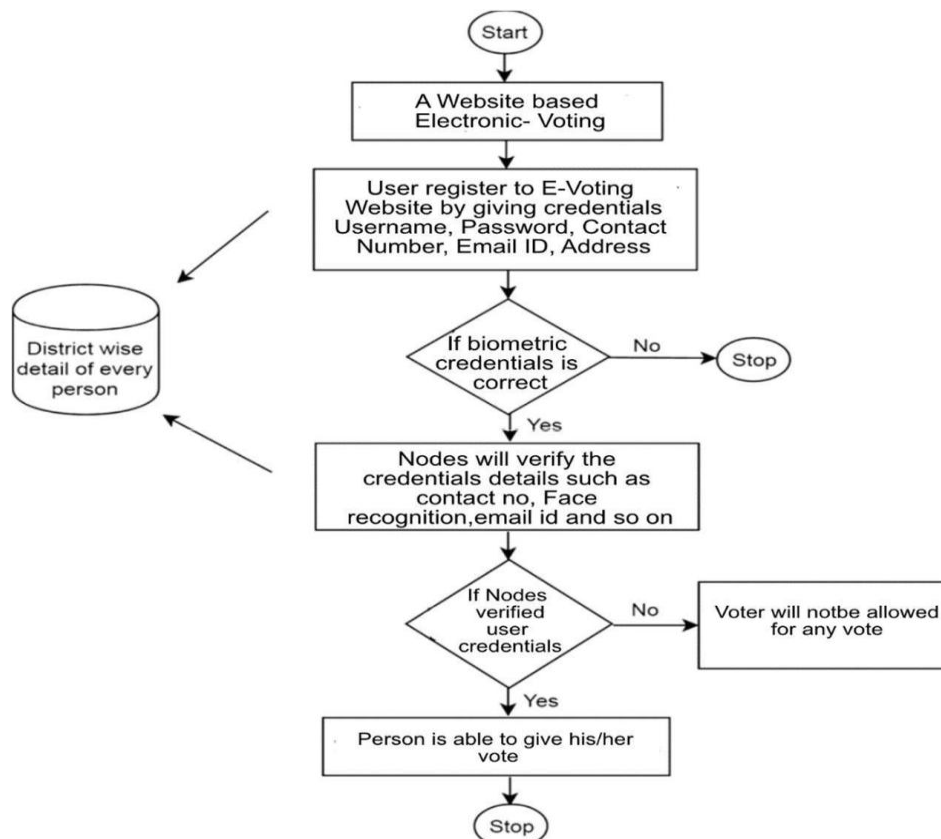 Start
A Website based
Electronic- Voting
User register to E-Voting
Website by giving credentials
Username, Password, Contact
Number, Email ID, Address
District wise
detail of every
person
If biometric
credentials is
correct
No
Stop
Yes
Nodes will verify the
credentials details such as
contact no, Face
recognition,email id and so on
If Nodes
verified
user
credentials
No
Voter will notbe allowed
for any vote
Yes
Person is able to give his/her
vote
Stop